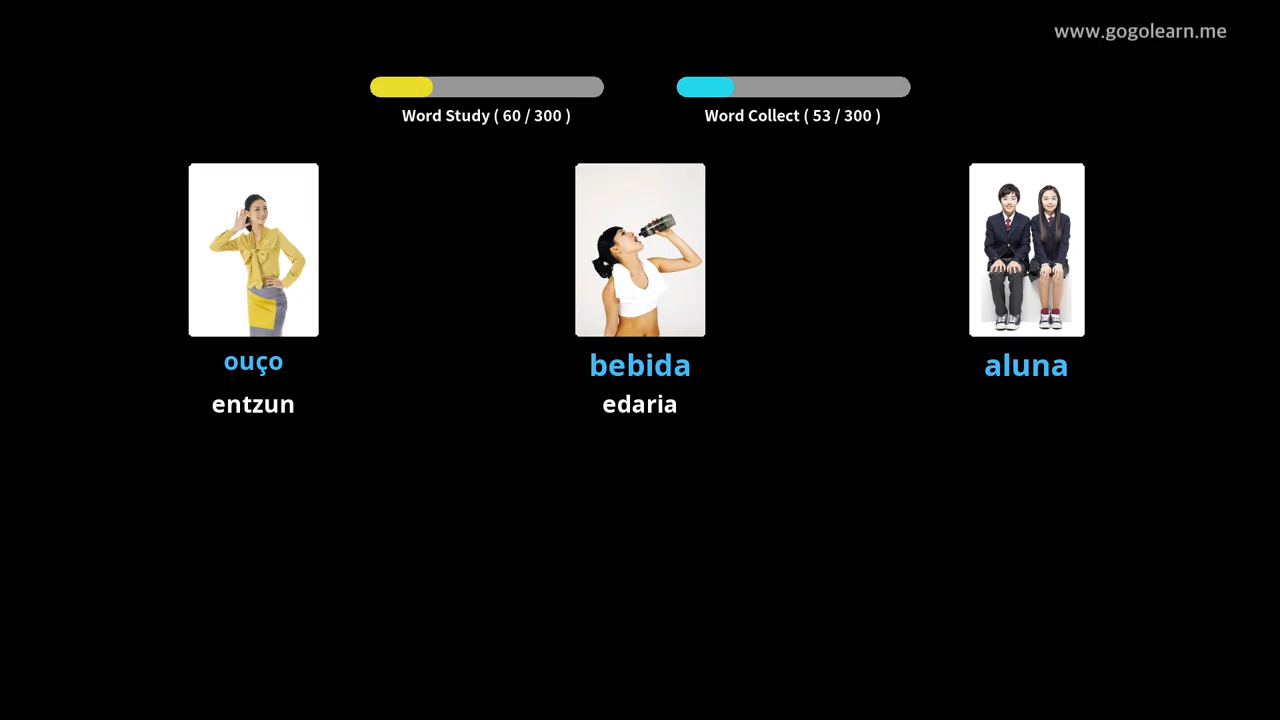 www.gogolearn.me
Word Study ( 60 / 300 )
Word Collect ( 53 / 300 )
ouço
bebida
aluna
entzun
edaria